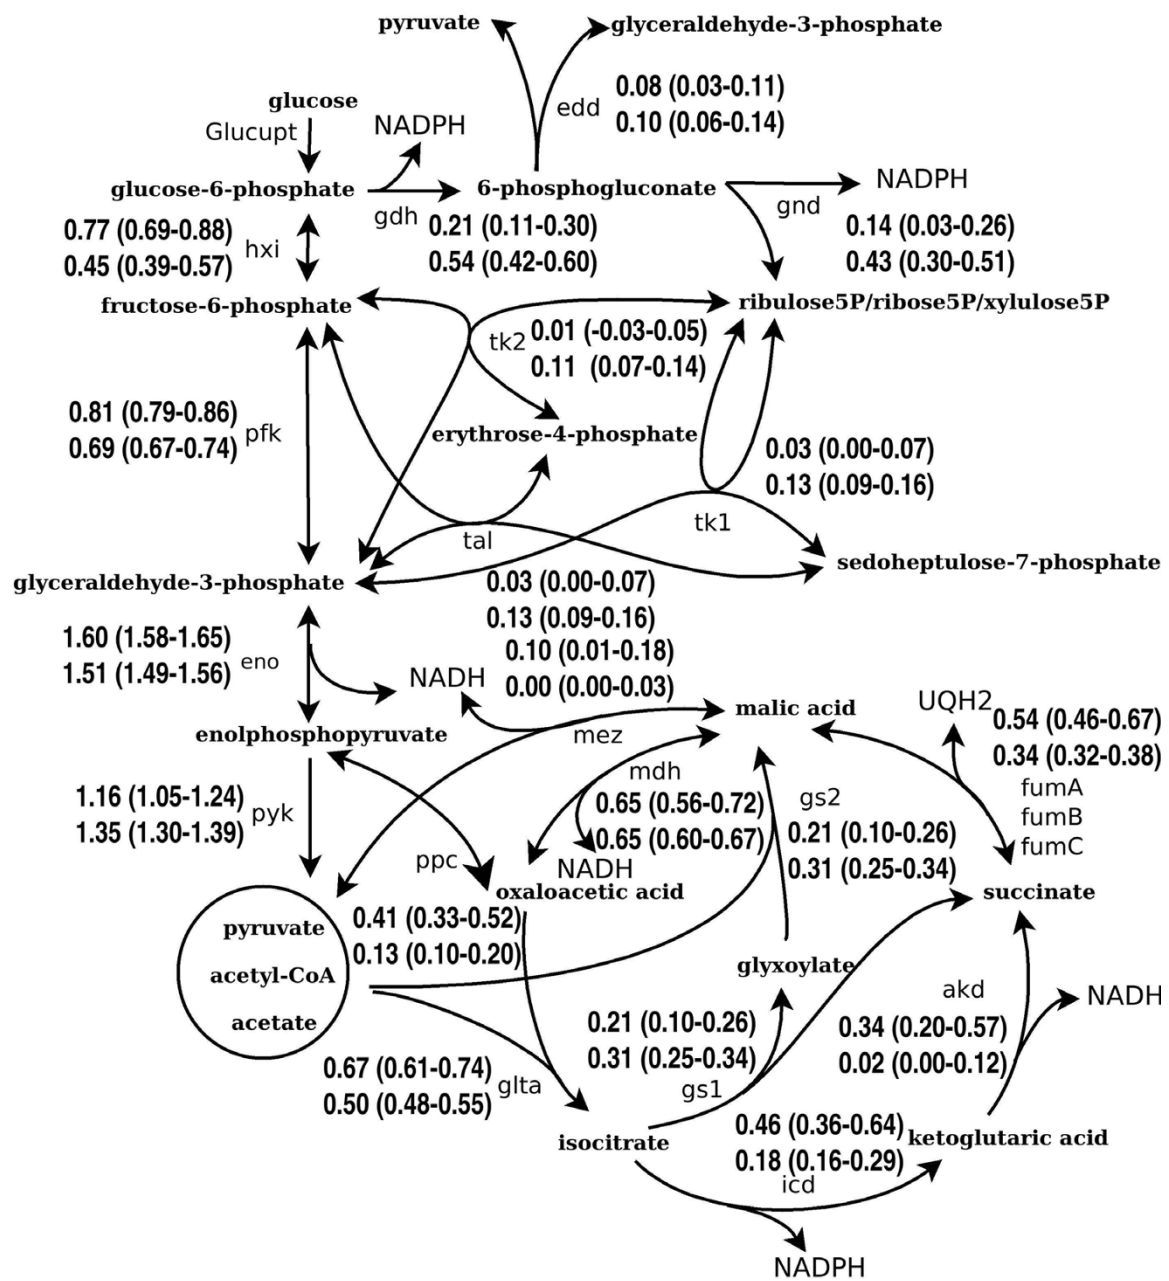 pyruvate
glyceraldehyde-3-phosphate
0.08 (0.03-0.11)
edd
0.10 (0.06-0.14)
glucose
Glucupt
NADPH
glucose-6-phosphate
6-phosphogluconate
NADPH
gdh
gnd
0.77 (0.69-0.88)
hxi
0.45 (0.39-0.57)
0.21 (0.11-0.30)
0.54 (0.42-0.60)
0.14 (0.03-0.26)
0.43 (0.30-0.51)
fructose-6-phosphate
ribulose5P/ribose5P/xylulose5P
tk2
0.01 (-0.03-0.05)
0.11 (0.07-0.14)
0.81 (0.79-0.86)
pfk
0.69 (0.67-0.74)
erythrose-4-phosphate
0.03 (0.00-0.07)
0.13 (0.09-0.16)
tk1
tal
sedoheptulose-7-phosphate
glyceraldehyde-3-phosphate
0.03 (0.00-0.07)
0.13 (0.09-0.16)
1.60 (1.58-1.65)
eno
1.51 (1.49-1.56)
0.10 (0.01-0.18)
0.00 (0.00-0.03)
NADH
mez
malic acid
UQH2
0.54 (0.46-0.67)
0.34 (0.32-0.38)
fumA
fumB
fumC
enolphosphopyruvate
mdh
0.65 (0.56-0.72)
0.65 (0.60-0.67)
gs2
0.21 (0.10-0.26)
0.31 (0.25-0.34)
1.16 (1.05-1.24)
pyk
1.35 (1.30-1.39)
ppc
NADH
oxaloacetic acid
succinate
0.41 (0.33-0.52)
0.13 (0.10-0.20)
pyruvate
acetyl-CoA
acetate
glyxoylate
akd
NADH
0.34 (0.20-0.57)
0.02 (0.00-0.12)
0.21 (0.10-0.26)
0.31 (0.25-0.34)
gs1
0.67 (0.61-0.74)
glta
0.50 (0.48-0.55)
isocitrate
0.46 (0.36-0.64)
0.18 (0.16-0.29)
icd
ketoglutaric acid
NADPH